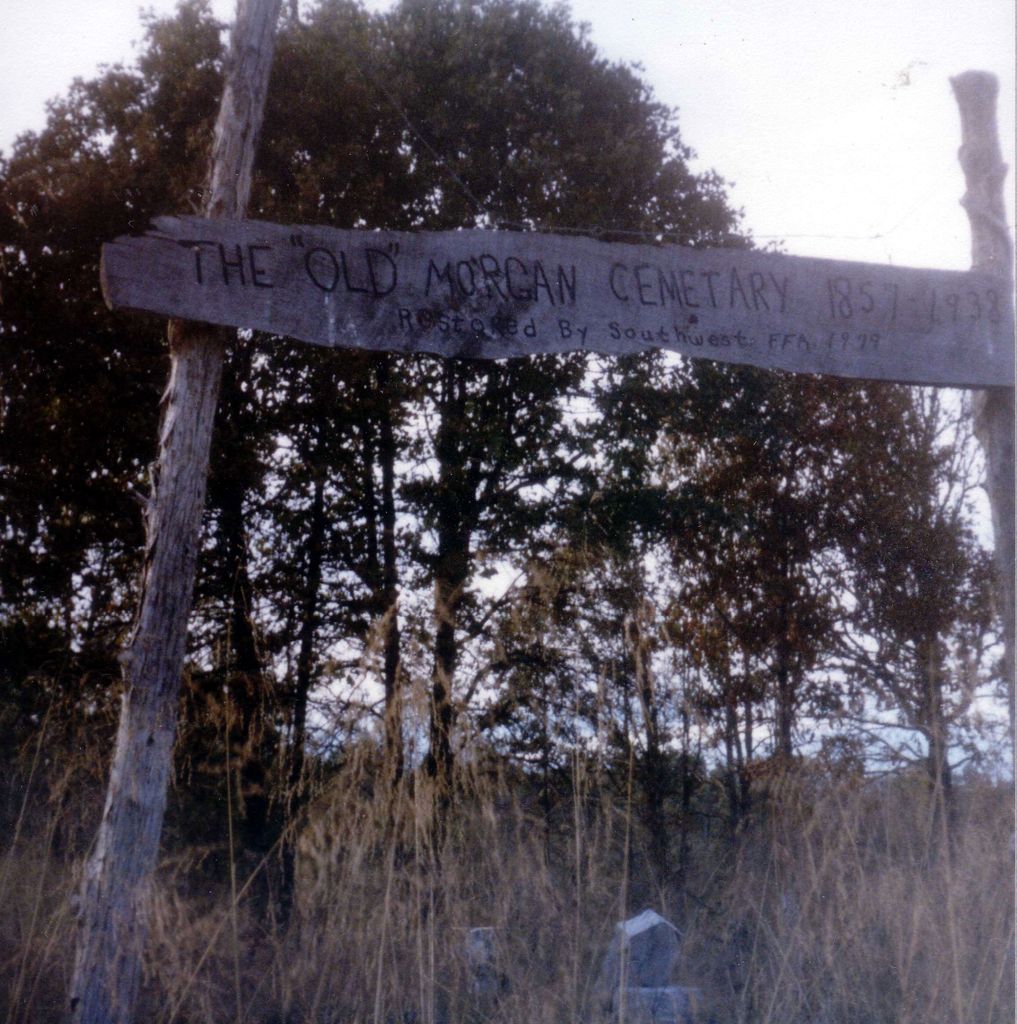 THE "OLD" MORGAN CEMETARY 1857-1938
Restored By Southwest FFA 1979